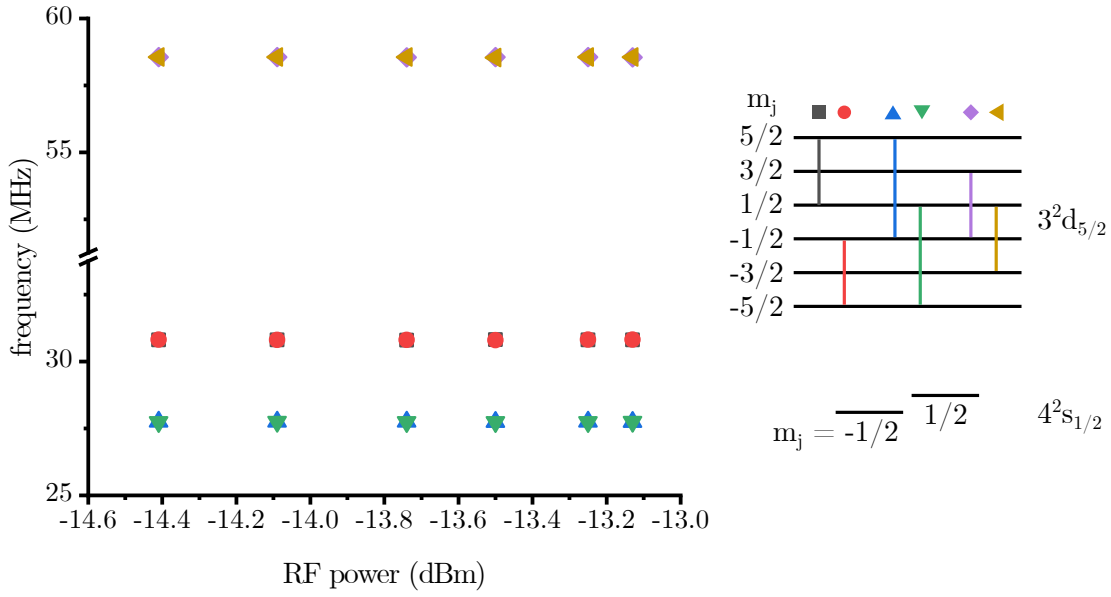 60
55
30
25
frequency (MHz)
-14.6 -14.4 -14.2 -14.0 -13.8 -13.6 -13.4 -13.2 -13.0
RF power (dBm)
mⱼ
5/2
3/2
1/2
-1/2
-3/2
-5/2
3²d₅/₂
mⱼ = -1/2
1/2
4²s₁/₂